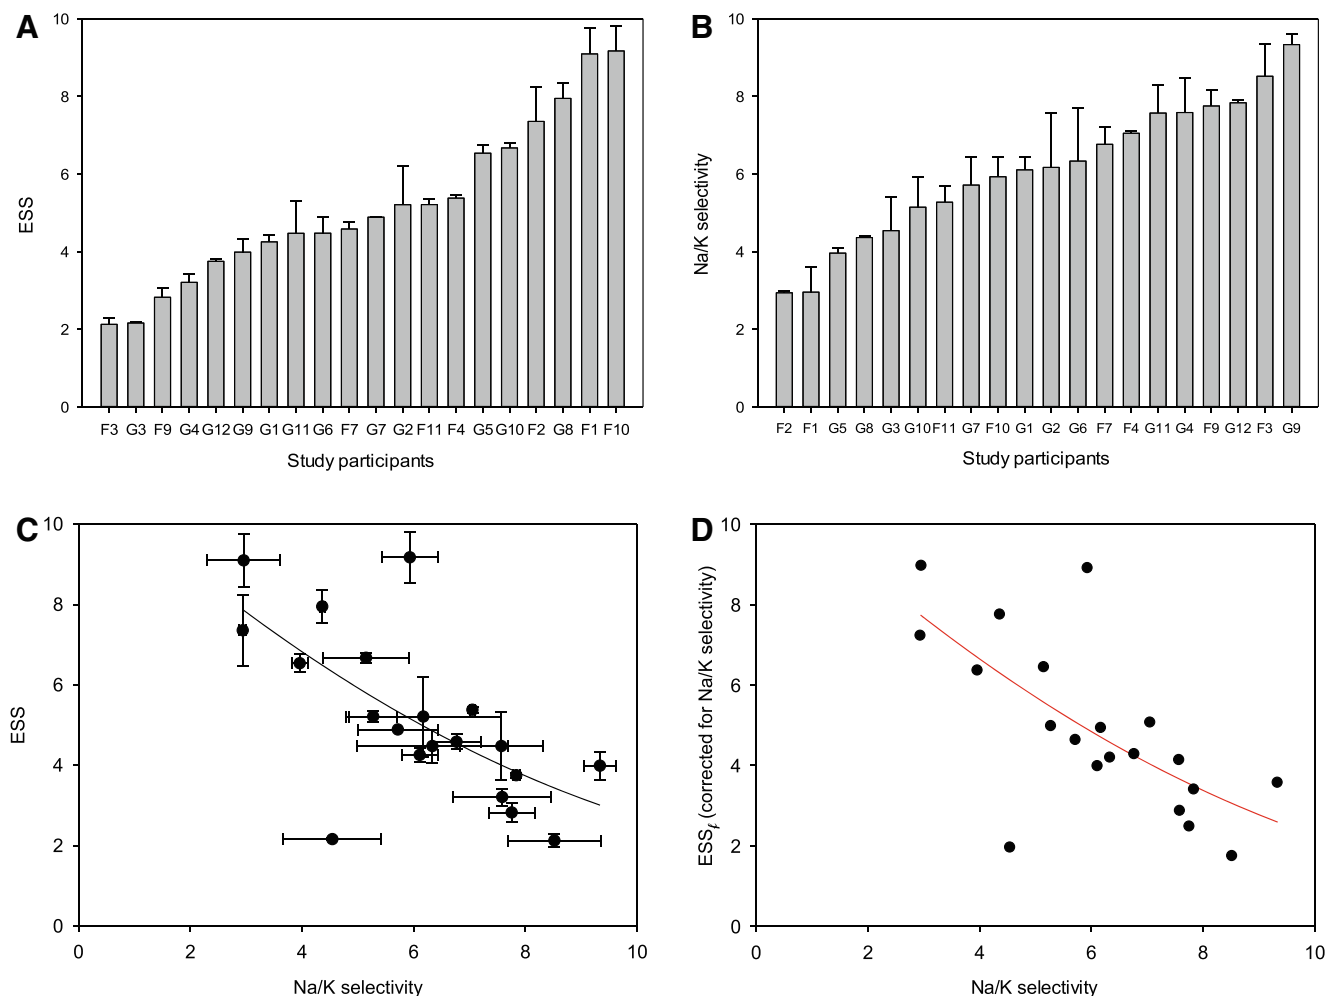 A
10
8
6
4
2
0
ESS
F3 G3 F9 G4 G12 G9 G1 G11 G6 F7 G7 G2 F11 F4 G5 G10 F2 G8 F1 F10
Study participants
B
10
8
6
4
2
0
Na/K selectivity
F2 F1 G5 G8 G3 G10 F11 G7 F10 G1 G2 G6 F7 F4 G11 G4 F9 G12 F3 G9
Study participants
C
10
8
6
4
2
0
ESS
0 2 4 6 8 10
Na/K selectivity
D
10
8
6
4
2
0
ESSℓ (corrected for Na/K selectivity)
0 2 4 6 8 10
Na/K selectivity